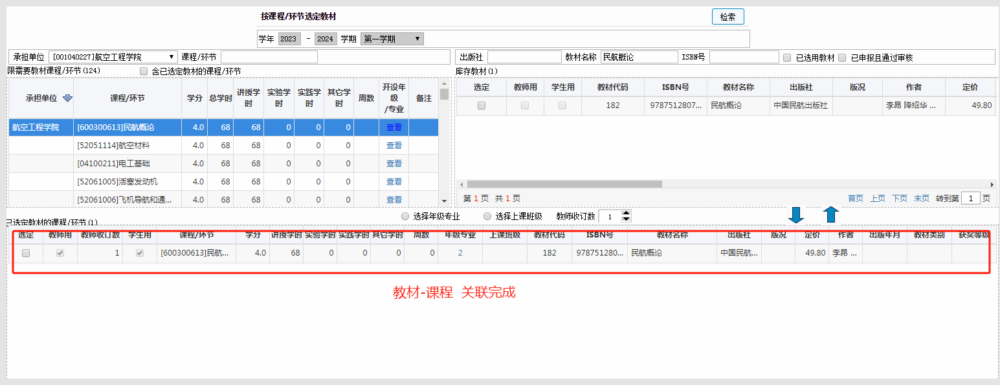 按课程/环节选定教材 检索
学年 2023 - 2024 学期 第一学期
承担单位 [001040227]航空工程学院 课程/环节 出版社 教材名称 民航概论 ISBN号 已选用教材 已申报且通过审核
限需要教材课程/环节(124) 含已选定教材的课程/环节 库存教材(1)
承担单位 课程/环节 学分 总学时 讲授学时 实验学时 实践学时 其它学时 周数 开设年级/专业 备注
航空工程学院 [600300613]民航概论 4.0 68 68 0 0 0 查看
[52051114]航空材料 4.0 68 68 0 0 0 查看
[04100211]电工基础 4.0 68 68 0 0 0 查看
[52061005]活塞发动机 4.0 68 68 0 0 0 查看
[52061006]飞机导航和通... 4.0 68 68 0 0 0 查看
选定 教师用 学生用 教材代码 ISBN号 教材名称 出版社 版况 作者 定价
182 9787512807... 民航概论 中国民航出版社 李昂 降绍华 ... 49.80
第 1 页 共 1 页 首页 上页 下页 末页 转到第 1 页
选择年级专业 选择上课班级 教师收订数 1
已选定教材的课程/环节(1)
选定 教师用 教师收订数 学生用 课程/环节 学分 讲授学时 实验学时 实践学时 其它学时 周数 年级专业 上课班级 教材代码 ISBN号 教材名称 出版社 版况 定价 作者 出版年月 教材类别 获奖等级
1 [600300613]民航... 4.0 68 0 0 0 0 2 182 978751280... 民航概论 中国民航... 49.80 李昂 ...
教材-课程 关联完成